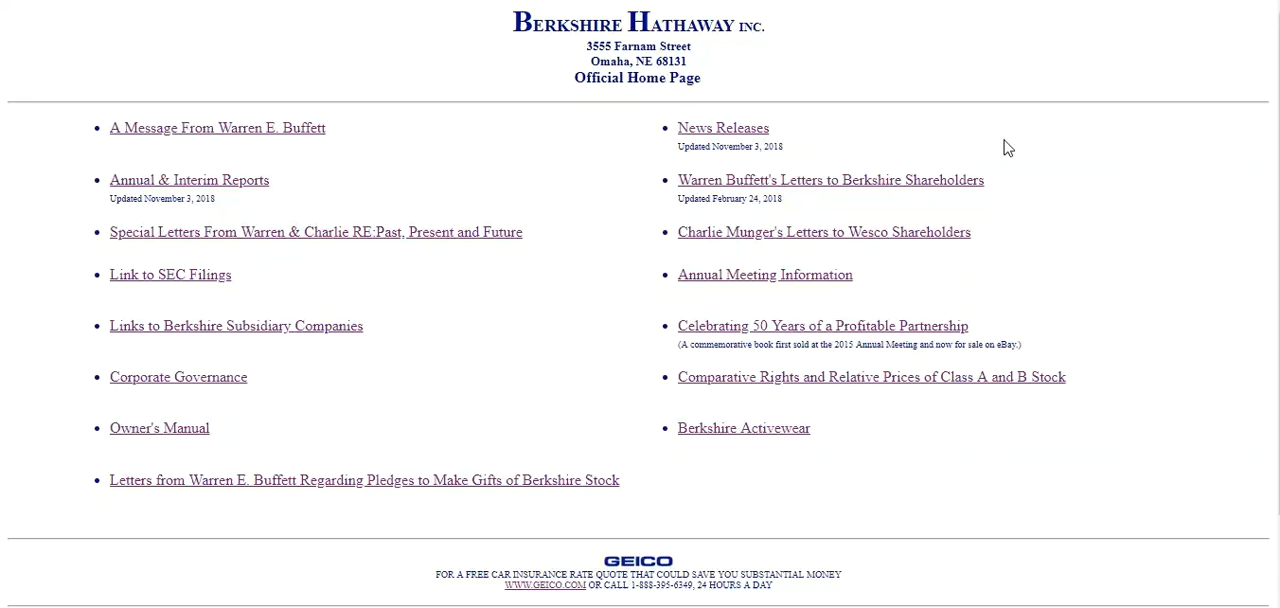 BERKSHIRE HATHAWAY INC.
3555 Farnam Street
Omaha, NE 68131
Official Home Page
A Message From Warren E. Buffett
News Releases
Updated November 3, 2018
Annual & Interim Reports
Updated November 3, 2018
Warren Buffett's Letters to Berkshire Shareholders
Updated February 24, 2018
Special Letters From Warren & Charlie RE:Past, Present and Future
Charlie Munger's Letters to Wesco Shareholders
Link to SEC Filings
Annual Meeting Information
Links to Berkshire Subsidiary Companies
Celebrating 50 Years of a Profitable Partnership
(A commemorative book first sold at the 2015 Annual Meeting and now for sale on eBay.)
Corporate Governance
Comparative Rights and Relative Prices of Class A and B Stock
Owner's Manual
Berkshire Activewear
Letters from Warren E. Buffett Regarding Pledges to Make Gifts of Berkshire Stock
GEICO
FOR A FREE CAR INSURANCE RATE QUOTE THAT COULD SAVE YOU SUBSTANTIAL MONEY
WWW.GEICO.COM OR CALL 1-888-395-6349, 24 HOURS A DAY